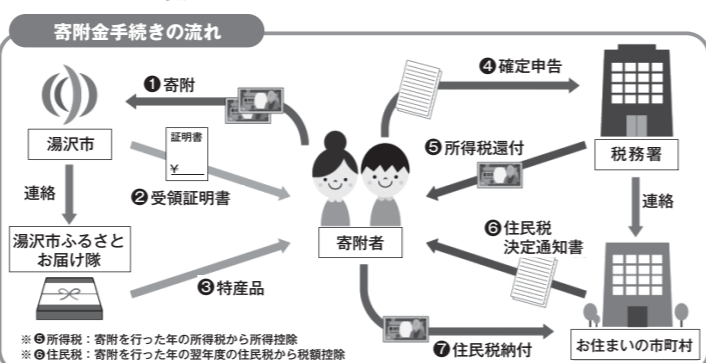 寄附金手続きの流れ
❶寄附
❹確定申告
湯沢市
証明書
¥
❷受領証明書
❺所得税還付
税務署
連絡
連絡
湯沢市ふるさと
お届け隊
寄附者
❻住民税
決定通知書
❸特産品
お住まいの市町村
❼住民税納付
※❺所得税：寄附を行った年の所得税から所得控除
※❻住民税：寄附を行った年の翌年度の住民税から税額控除